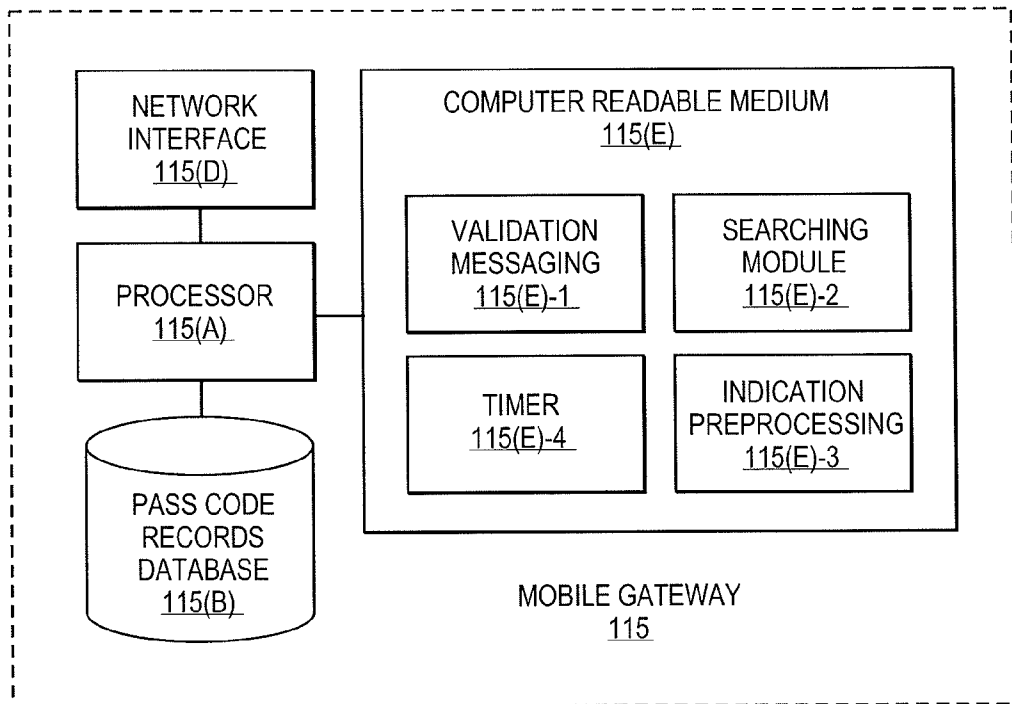 NETWORK
INTERFACE
115(D)
PROCESSOR
115(A)
PASS CODE
RECORDS
DATABASE
115(B)
COMPUTER READABLE MEDIUM
115(E)
VALIDATION
MESSAGING
115(E)-1
SEARCHING
MODULE
115(E)-2
TIMER
115(E)-4
INDICATION
PREPROCESSING
115(E)-3
MOBILE GATEWAY
115